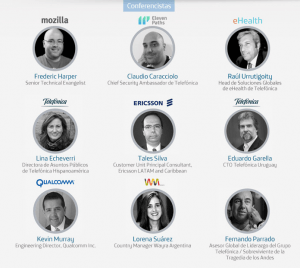 Conferencistas
mozilla
Eleven
Paths
eHealth
Frederic Harper
Senior Technical Evangelist
Claudio Caracciolo
Chief Security Ambassador de Telefónica
Raúl Urrutigoity
Head de Soluciones Globales
de eHealth de Telefónica
Telefónica
ERICSSON
Telefónica
Lina Echeverri
Directora de Asuntos Públicos
de Telefónica Hispanoamérica
Tales Silva
Customer Unit Principal Consultant,
Ericsson LATAM and Caribbean
Eduardo Garella
CTO Telefónica Uruguay
QUALCOMM
Kevin Murray
Engineering Director, Qualcomm Inc.
Lorena Suárez
Country Manager Wayra Argentina
Fernando Parrado
Asesor Global de Liderazgo del Grupo
Telefónica / Sobreviviente de la
Tragedia de los Andes